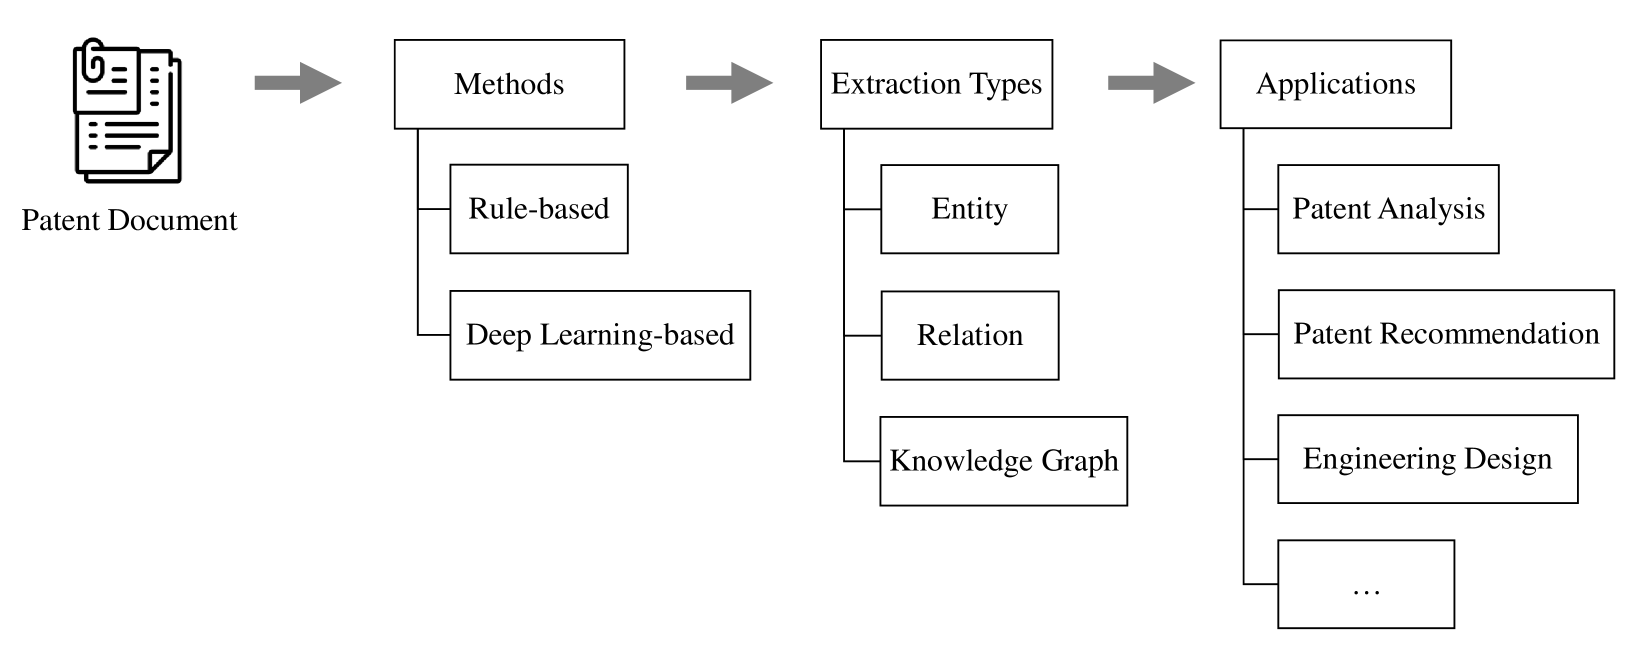 Patent Document
Methods
Rule-based
Deep Learning-based
Extraction Types
Entity
Relation
Knowledge Graph
Applications
Patent Analysis
Patent Recommendation
Engineering Design
…